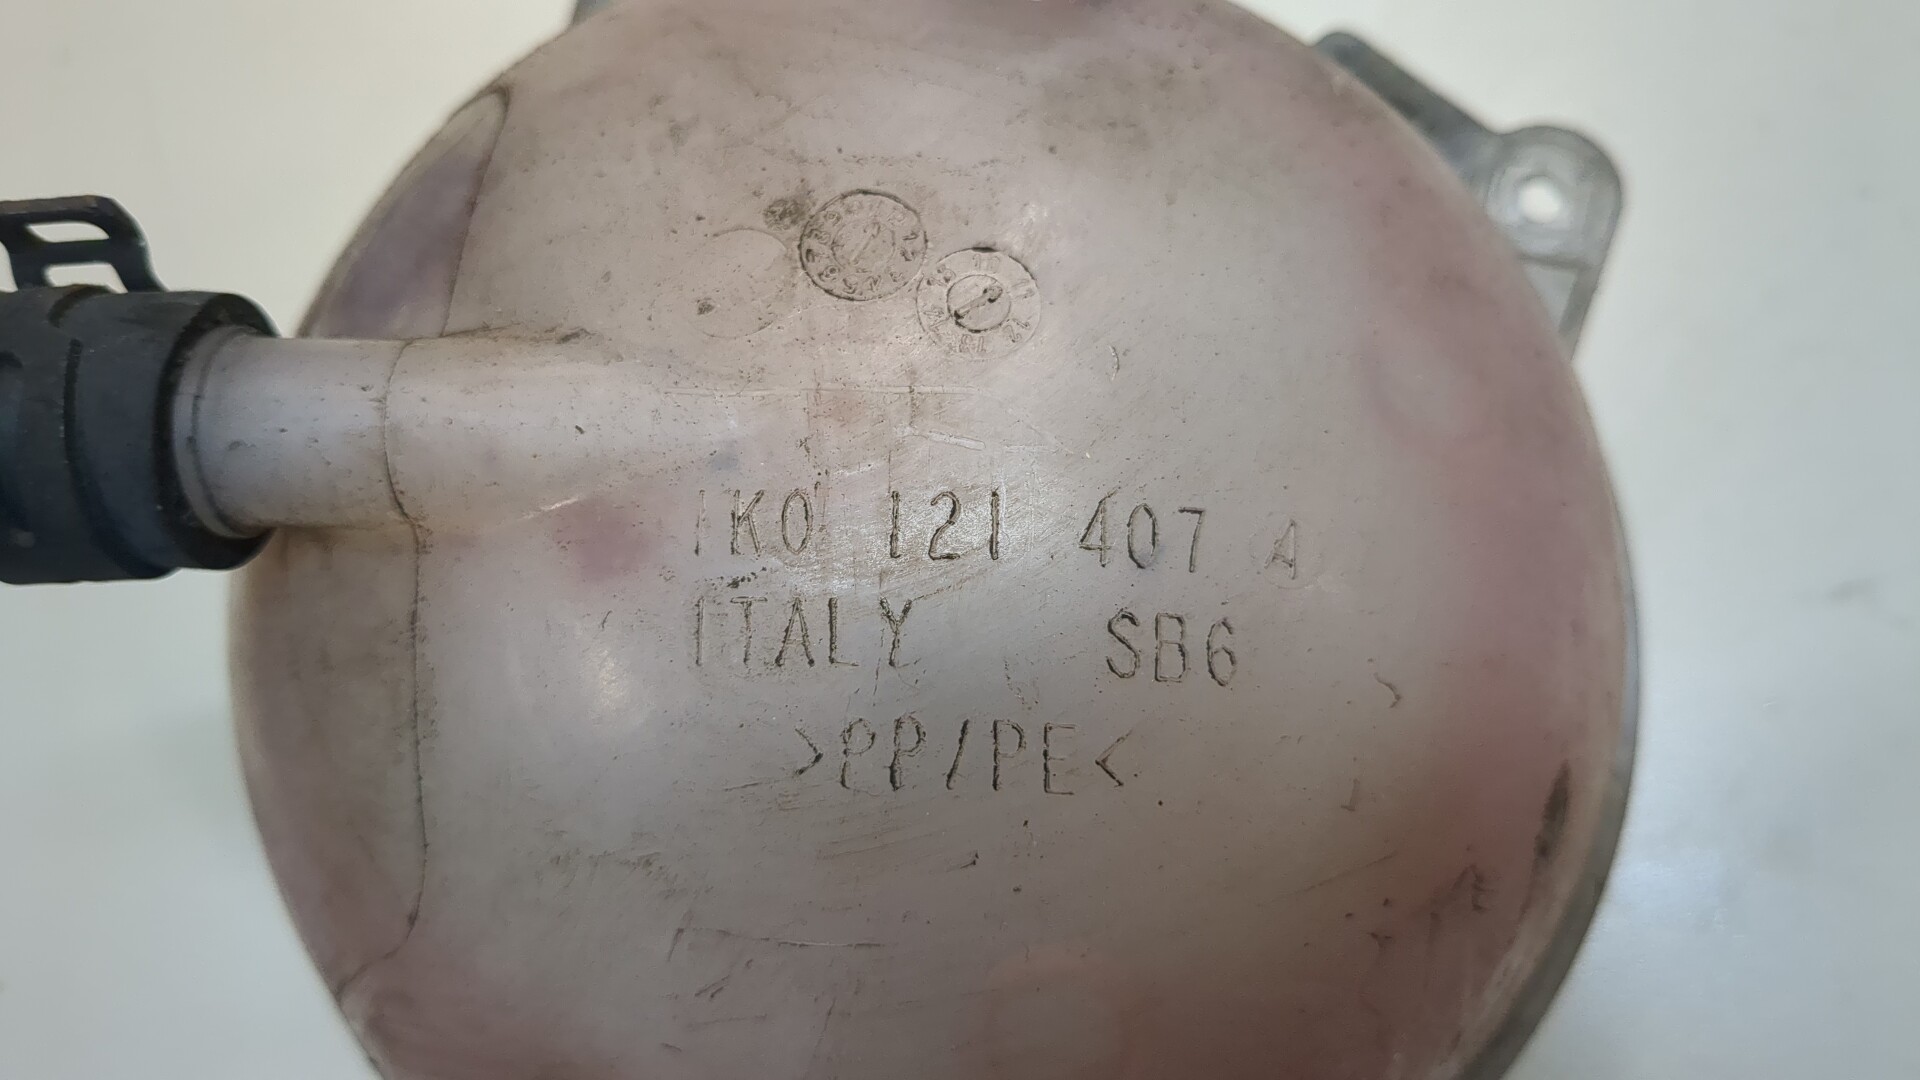 1K0 121 407 A
ITALY SB6
>PP/PE<